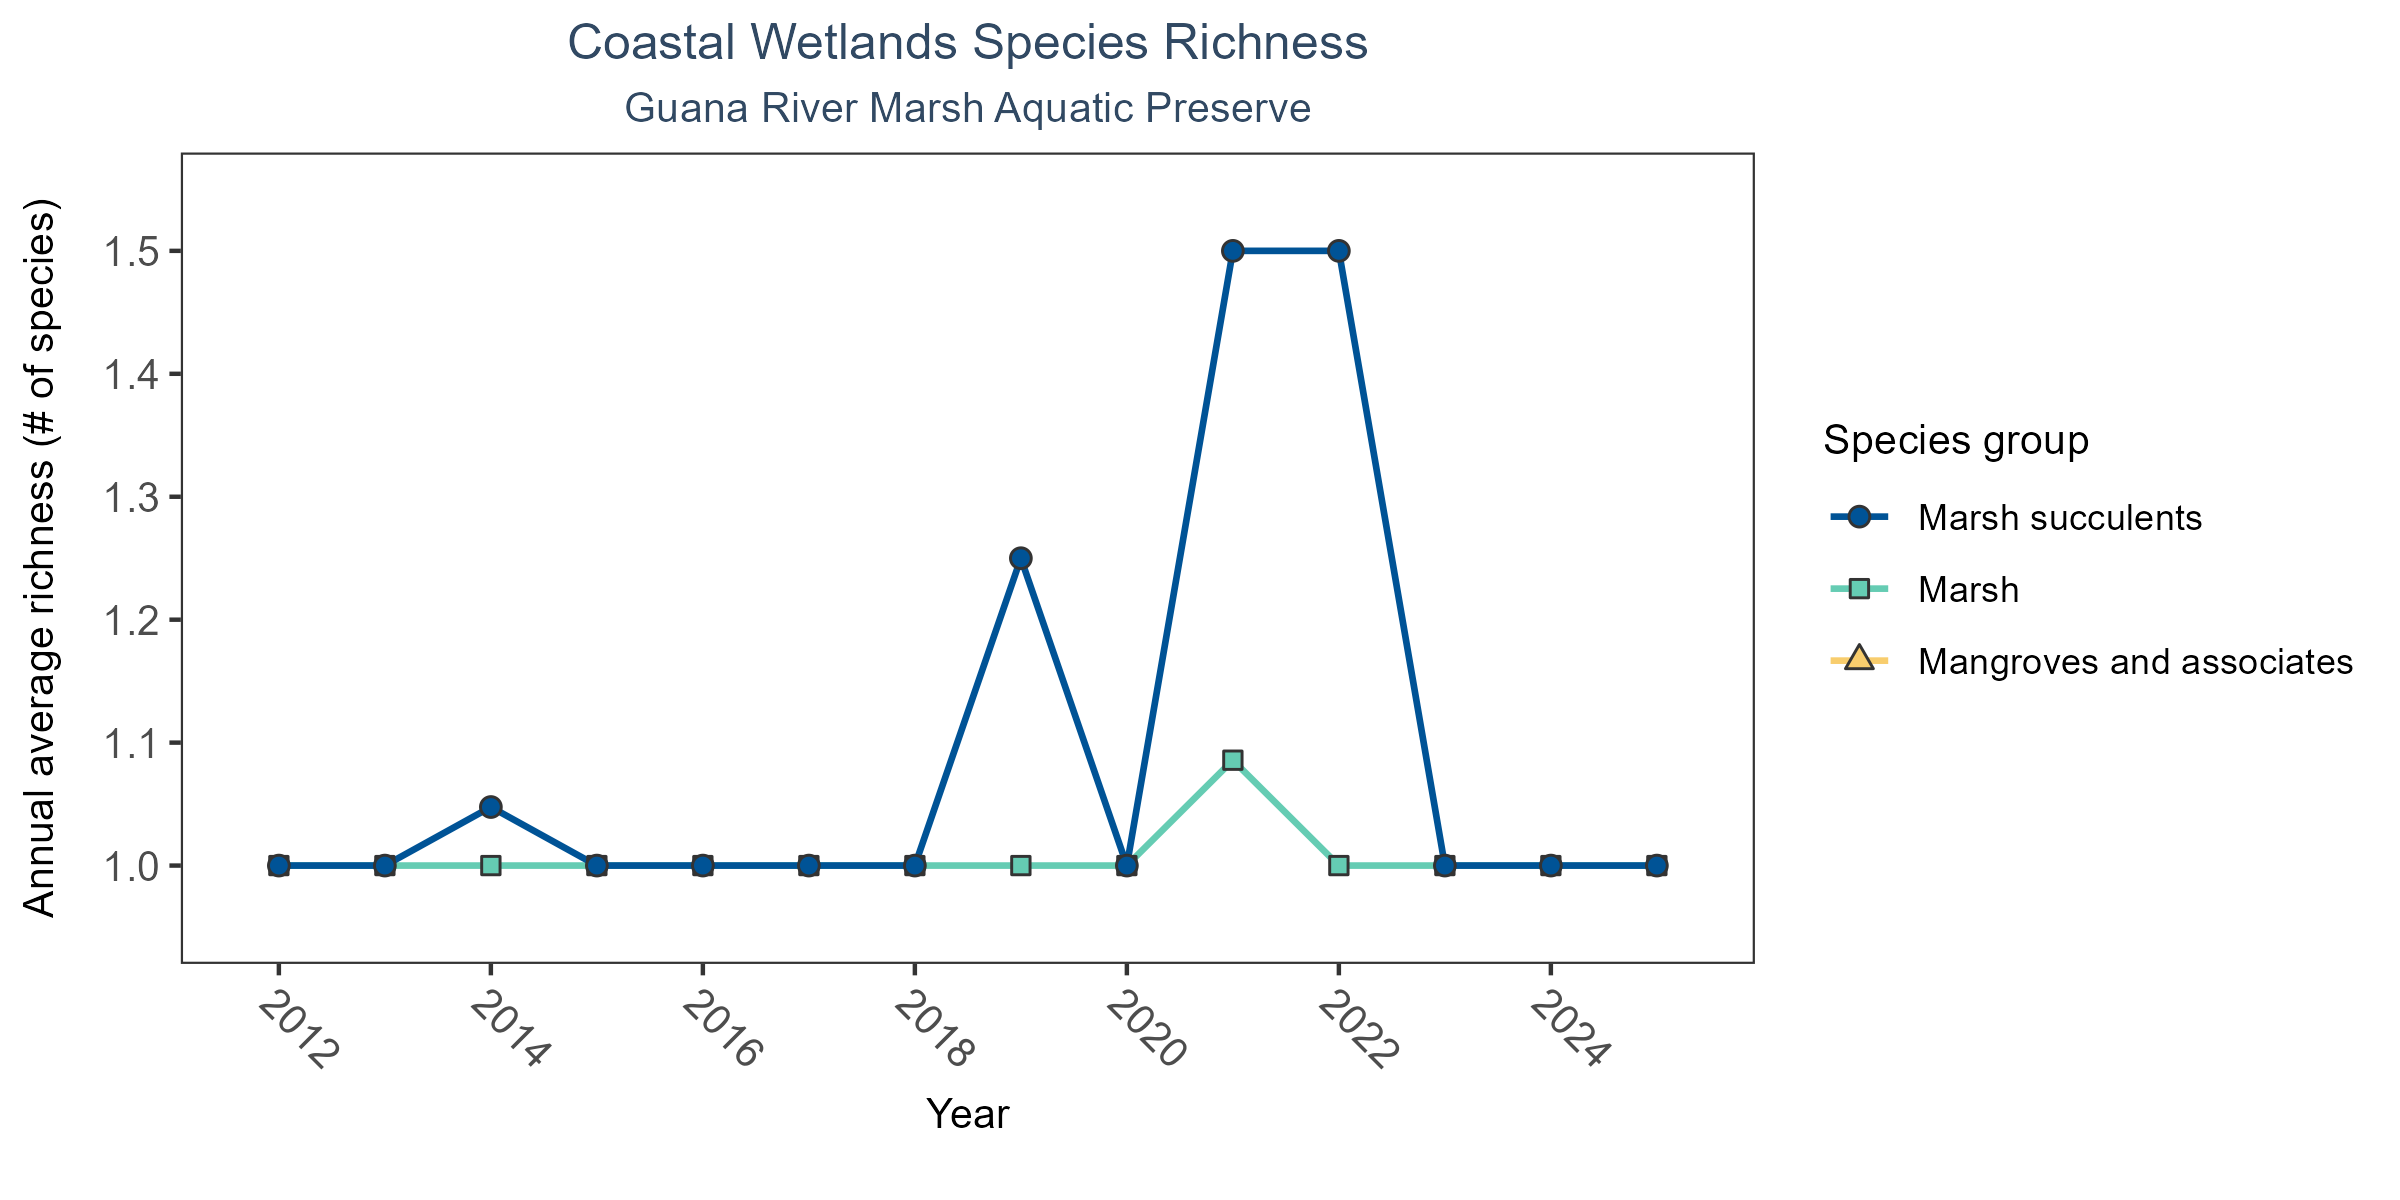 Coastal Wetlands Species Richness
Guana River Marsh Aquatic Preserve
Annual average richness (# of species)
1.5
1.4
1.3
1.2
1.1
1.0
2012
2014
2016
2018
2020
2022
2024
Year
Species group
Marsh succulents
Marsh
Mangroves and associates